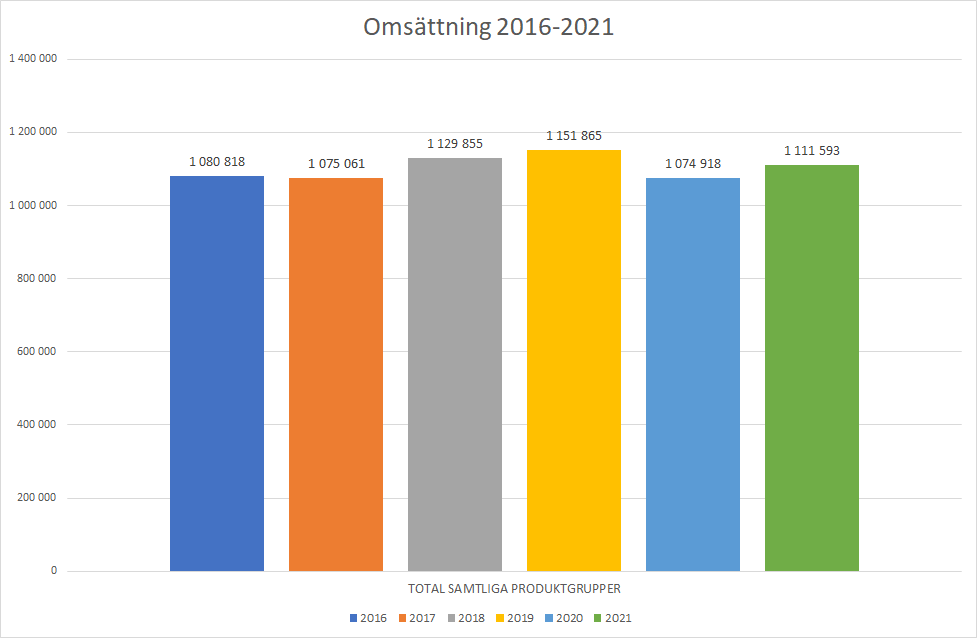 Omsättning 2016-2021
1 400 000
1 200 000
1 000 000
800 000
600 000
400 000
200 000
0
1 080 818
1 075 061
1 129 855
1 151 865
1 074 918
1 111 593
TOTAL SAMTLIGA PRODUKTGRUPPER
2016 2017 2018 2019 2020 2021